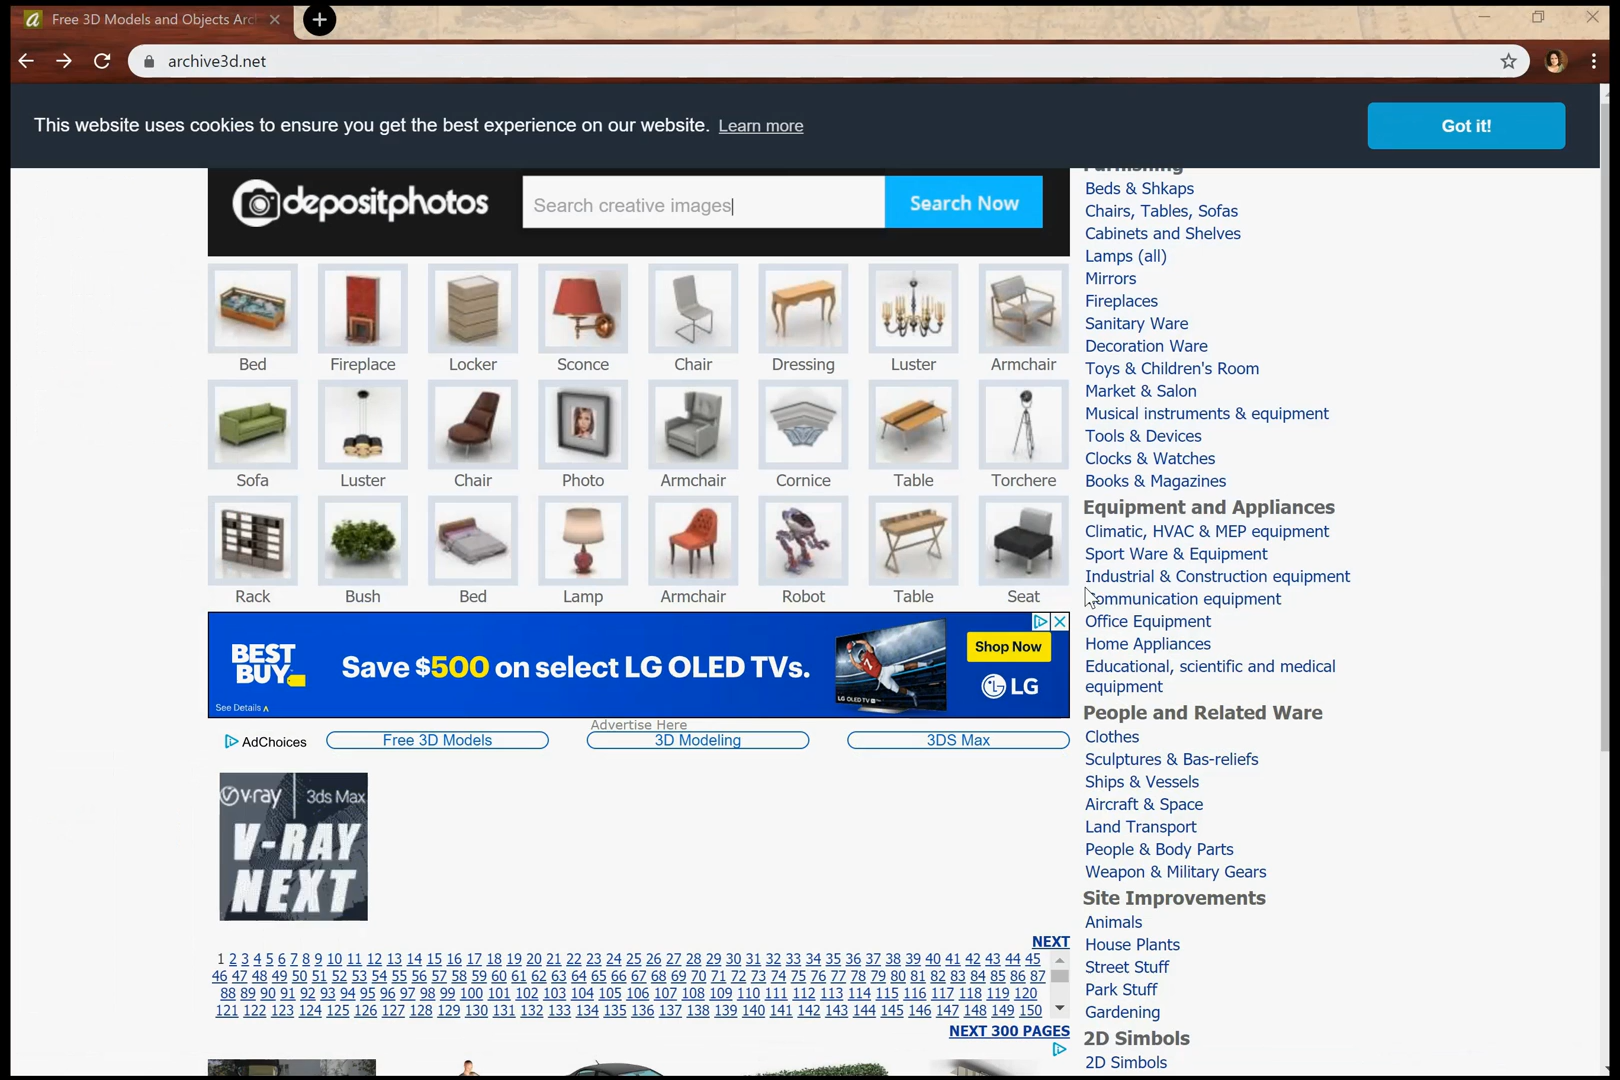 Free 3D Models and Objects Arc
archive3d.net
This website uses cookies to ensure you get the best experience on our website. Learn more
Got it!
depositphotos
Search creative images
Search Now
Bed Fireplace Locker Sconce Chair Dressing Luster Armchair
Sofa Luster Chair Photo Armchair Cornice Table Torchere
Rack Bush Bed Lamp Armchair Robot Table Seat
BEST
BUY
Save $500 on select LG OLED TVs.
See Details
LG OLED TV
Shop Now
LG
Advertise Here
AdChoices
Free 3D Models
3D Modeling
3DS Max
v·ray 3ds Max
V-RAY
NEXT
NEXT
1 2 3 4 5 6 7 8 9 10 11 12 13 14 15 16 17 18 19 20 21 22 23 24 25 26 27 28 29 30 31 32 33 34 35 36 37 38 39 40 41 42 43 44 45
46 47 48 49 50 51 52 53 54 55 56 57 58 59 60 61 62 63 64 65 66 67 68 69 70 71 72 73 74 75 76 77 78 79 80 81 82 83 84 85 86 87
88 89 90 91 92 93 94 95 96 97 98 99 100 101 102 103 104 105 106 107 108 109 110 111 112 113 114 115 116 117 118 119 120
121 122 123 124 125 126 127 128 129 130 131 132 133 134 135 136 137 138 139 140 141 142 143 144 145 146 147 148 149 150
NEXT 300 PAGES
Furnishing
Beds & Shkaps
Chairs, Tables, Sofas
Cabinets and Shelves
Lamps (all)
Mirrors
Fireplaces
Sanitary Ware
Decoration Ware
Toys & Children's Room
Market & Salon
Musical instruments & equipment
Tools & Devices
Clocks & Watches
Books & Magazines
Equipment and Appliances
Climatic, HVAC & MEP equipment
Sport Ware & Equipment
Industrial & Construction equipment
Communication equipment
Office Equipment
Home Appliances
Educational, scientific and medical
equipment
People and Related Ware
Clothes
Sculptures & Bas-reliefs
Ships & Vessels
Aircraft & Space
Land Transport
People & Body Parts
Weapon & Military Gears
Site Improvements
Animals
House Plants
Street Stuff
Park Stuff
Gardening
2D Simbols
2D Simbols